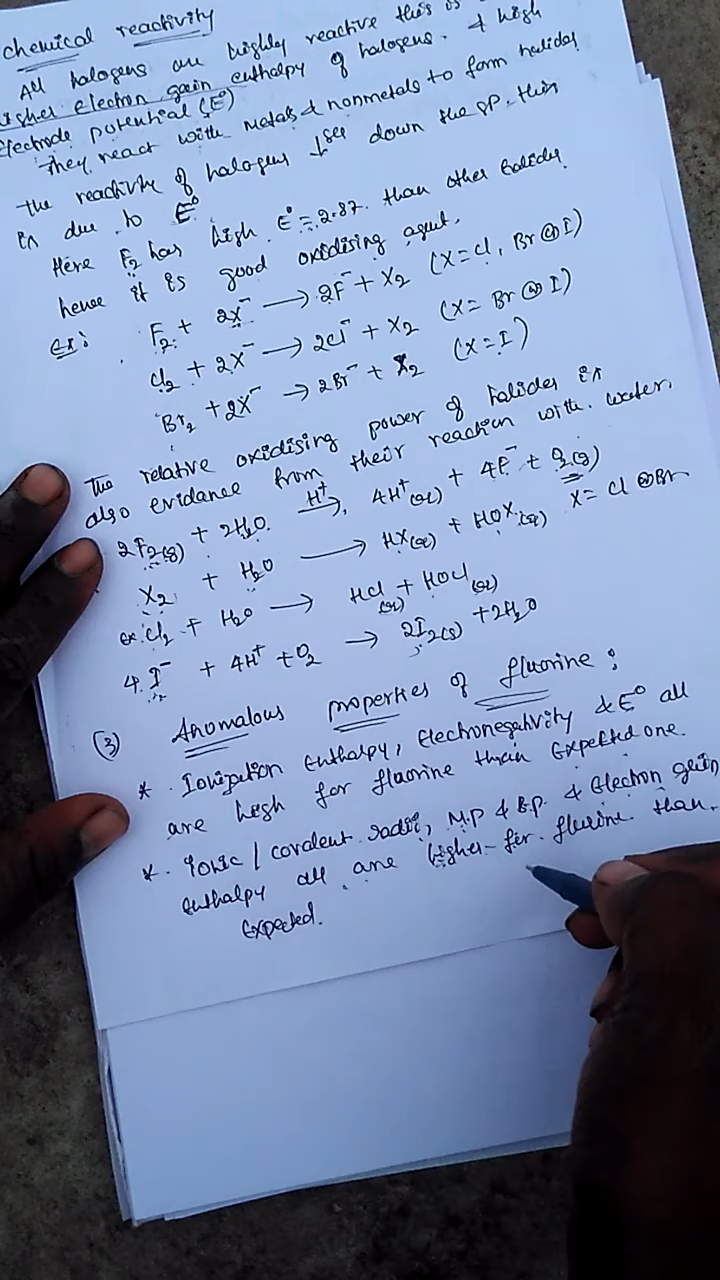 chemical reactivity
All halogens are highly reactive this is
higher electron gain enthalpy of halogens. & high
Electrode potential (E°)
They react with metals & nonmetals to form halides
The reactivity of halogens ↓ses down the gp. this
is due to E°
Here F₂ has high E° = 2.87. than other halides
hence it is good oxidising agent.
Ex: F₂ + 2X⁻ → 2F⁻ + X₂ (X = Cl, Br or I)
Cl₂ + 2X⁻ → 2Cl⁻ + X₂ (X = Br or I)
Br₂ + 2X⁻ → 2Br⁻ + X₂ (X = I)
The relative oxidising power of halides is
also evidance from their reaction with water.
2F₂(g) + 2H₂O H⁺→ 4H⁺(aq) + 4F⁻ + O₂(g)
X₂ + H₂O → HX(aq) + HOX(aq) X = Cl or Br
ex: Cl₂ + H₂O → HCl(aq) + HOCl(aq)
4I⁻ + 4H⁺ + O₂ → 2I₂(s) + 2H₂O
(3) Anomalous properties of fluorine :
* Ionization Enthalpy, Electronegativity & E° all
are high for fluorine than Expected one.
* Ionic / covalent radii, M.P & B.P. & Electron gain
enthalpy all are higher for flurine than
Expected.